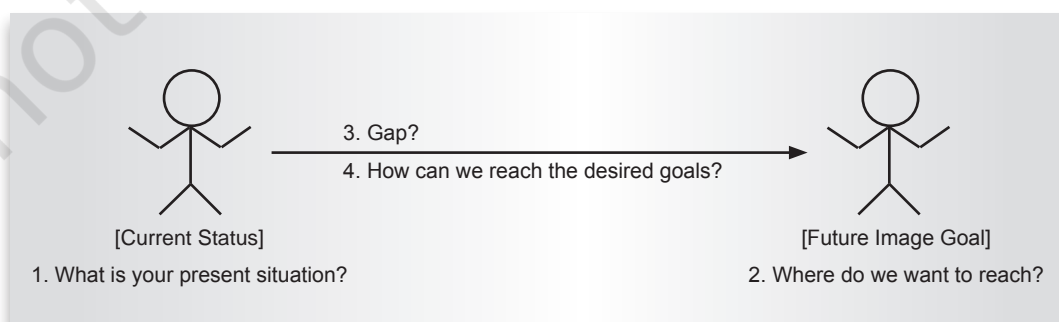 not
3. Gap?
4. How can we reach the desired goals?
[Current Status]
[Future Image Goal]
1. What is your present situation?
2. Where do we want to reach?